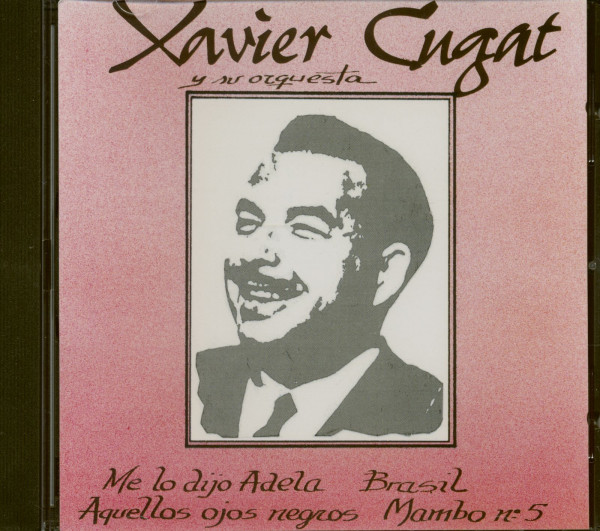 Xavier Cugat
y su orquesta
Me lo dijo Adela Brasil
Aquellos ojos negros Mambo nº 5